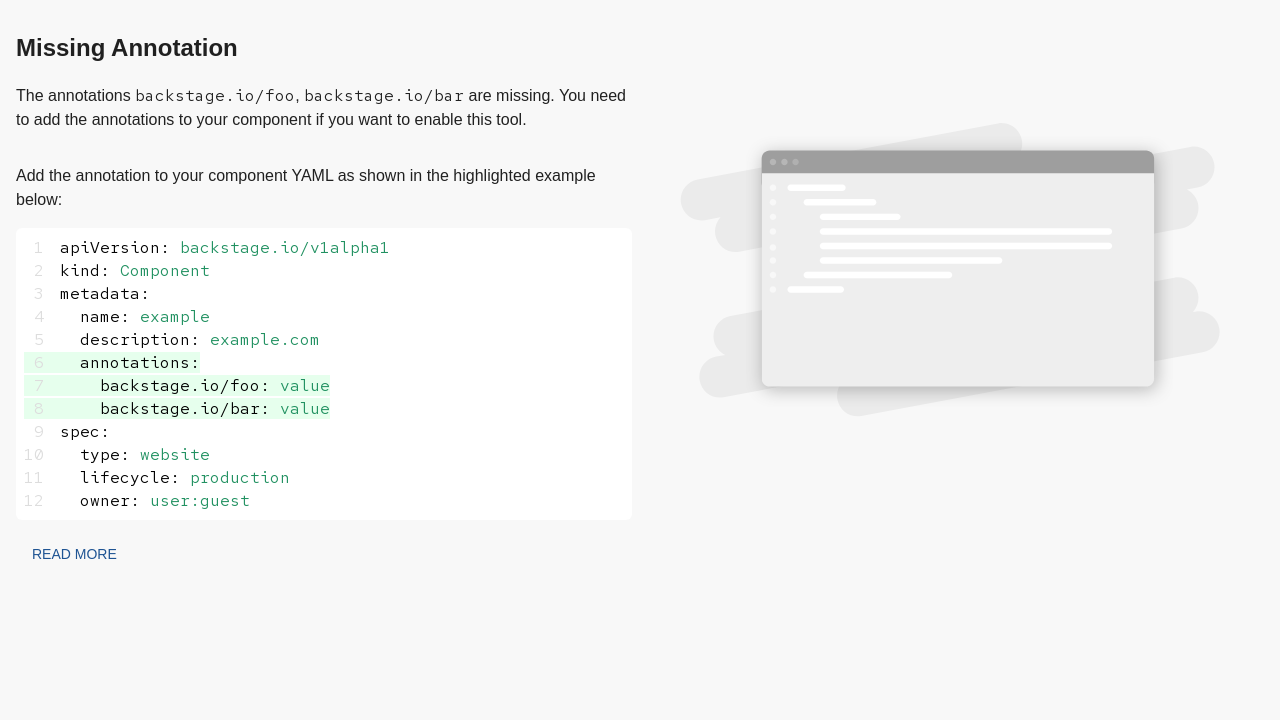 Missing Annotation
The annotations backstage.io/foo, backstage.io/bar are missing. You need
to add the annotations to your component if you want to enable this tool.
Add the annotation to your component YAML as shown in the highlighted example
below:
1 apiVersion: backstage.io/v1alpha1
2 kind: Component
3 metadata:
4   name: example
5   description: example.com
6   annotations:
7     backstage.io/foo: value
8     backstage.io/bar: value
9 spec:
10   type: website
11   lifecycle: production
12   owner: user:guest
READ MORE